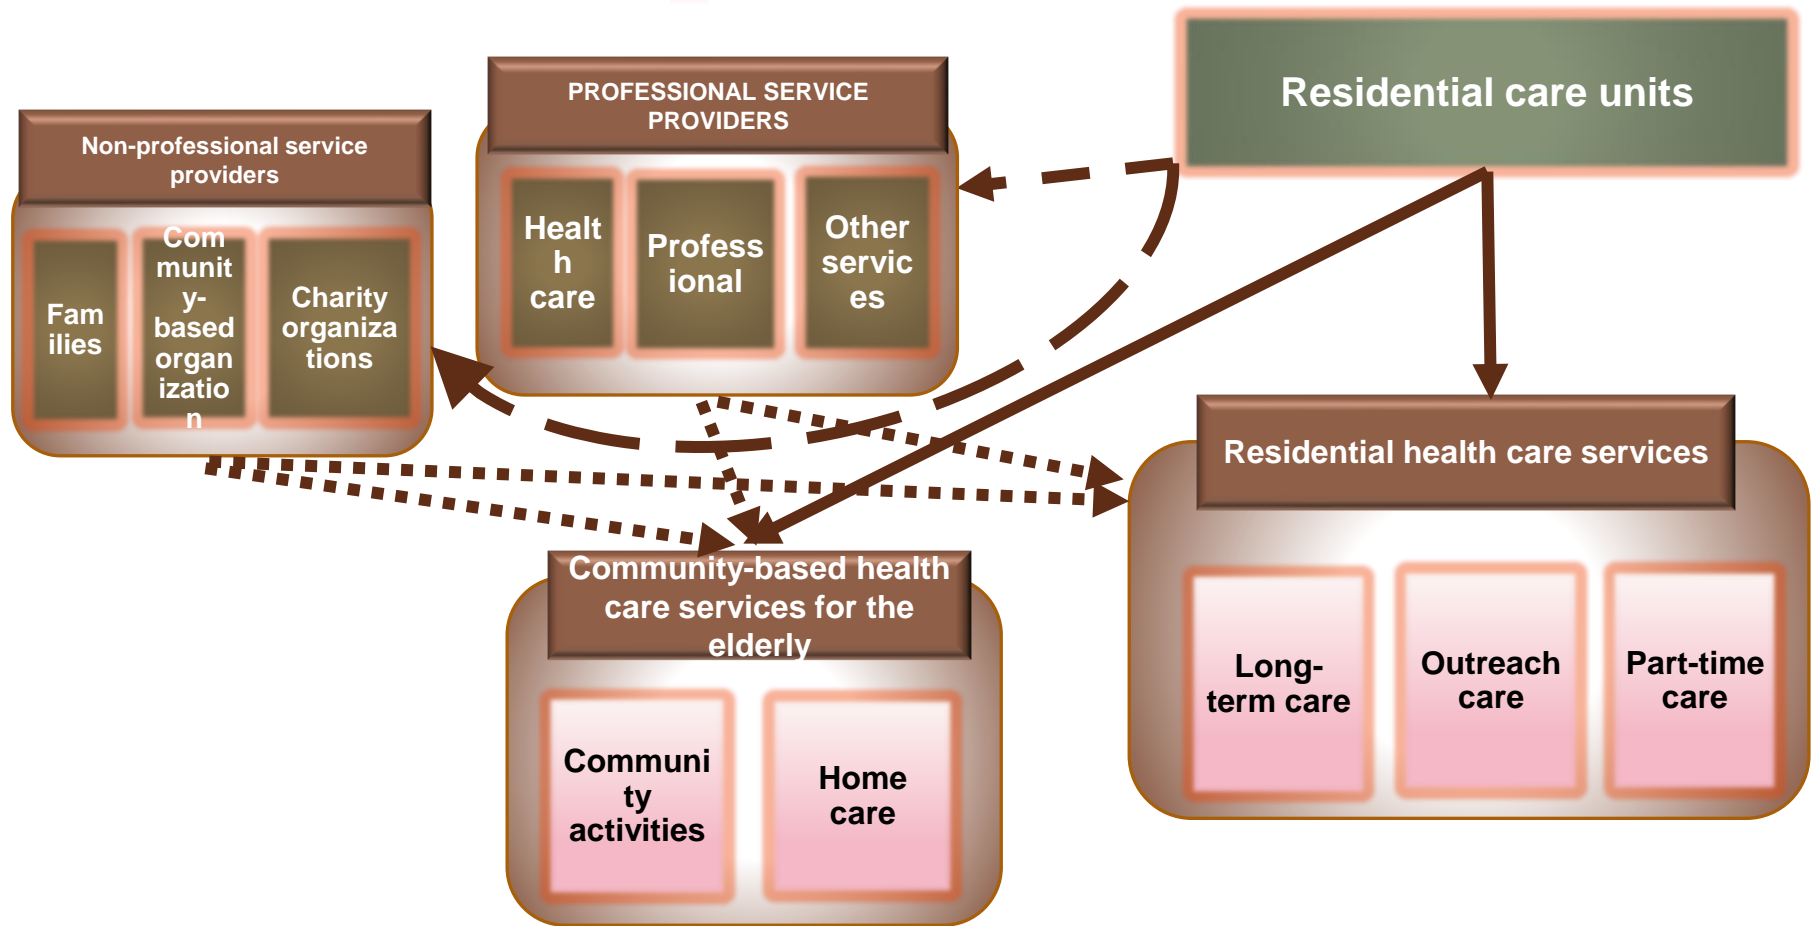 Residential care units
PROFESSIONAL SERVICE
PROVIDERS
Healt
h
care
Profess
ional
Other
servic
es
Non-professional service
providers
Fam
ilies
Com
munit
y-
based
organ
izatio
n
Charity
organiza
tions
Residential health care services
Long-
term care
Outreach
care
Part-time
care
Community-based health
care services for the
elderly
Communi
ty
activities
Home
care